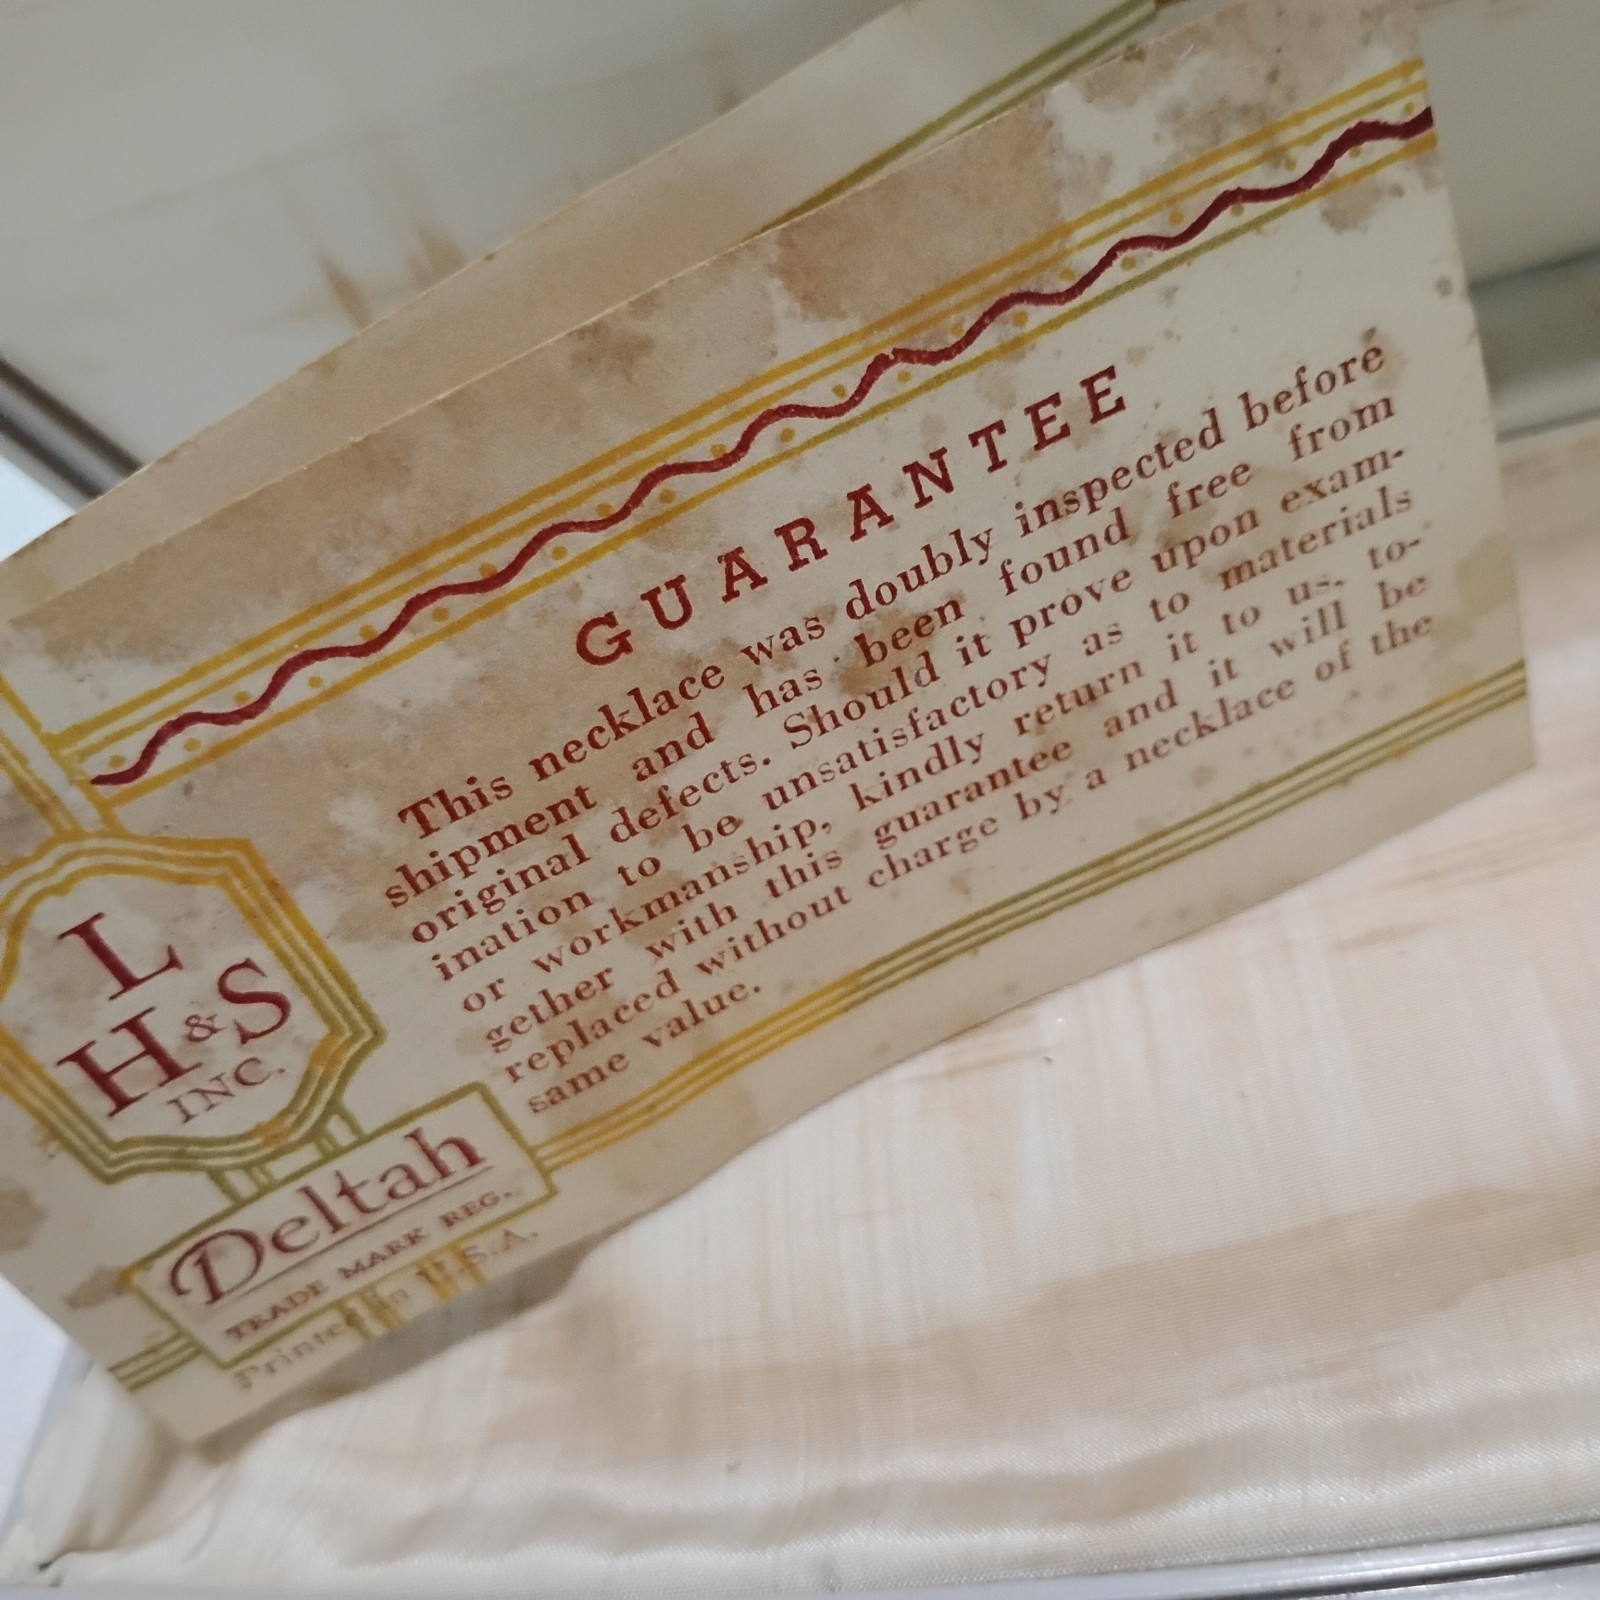 GUARANTEE
This necklace was doubly inspected before
shipment and has been found free from
original defects. Should it prove upon exam-
ination to be unsatisfactory as to materials
or workmanship, kindly return it to us, to-
gether with this guarantee and it will be
replaced without charge by a necklace of the
same value.
L
H&S
INC.
Deltah
TRADE MARK REG.
Printed in U.S.A.